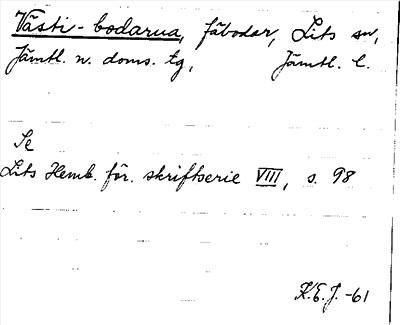 Västi-bodarna, fäbodar, Lits sn,
Jämtl. n. doms. tg, Jämtl. l.
Se
Lits Hemb. för. skriftserie VIII, s. 98
K.E.J. -61